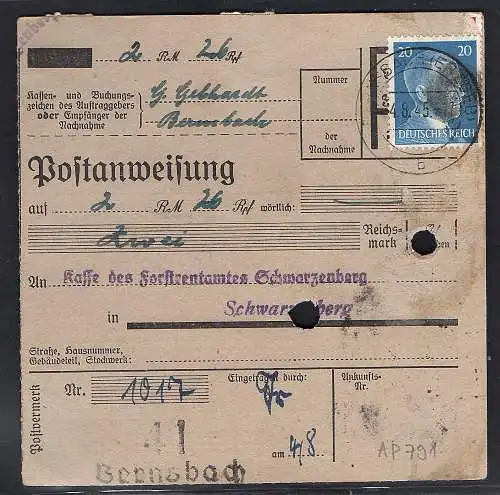 2 RM 26 Rpf
Kassen- und Buchungs-
zeichen des Auftraggebers
oder Empfänger der
Nachnahme
G. Gebhardt
Bernsbach
Nummer
der
Nachnahme
20 20
DEUTSCHES REICH
b
Postanweisung
auf 2 RM 26 Rpf wörtlich:
Zwei
Reichs-
mark
An Kasse des Forstrentamtes Schwarzenberg
in Schwarzenberg
Straße, Hausnummer,
Gebäudeteil, Stockwerk:
Postvermerk
Nr. 1017
Eingetragen durch:
Ankunfts-
Nr.
am 4/8
41
Bernsbach
AP791